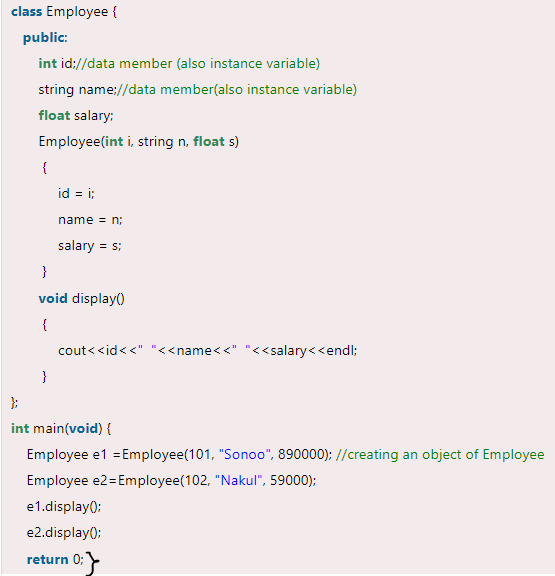 class Employee {
public:
int id;//data member (also instance variable)
string name;//data member(also instance variable)
float salary;
Employee(int i, string n, float s)
{
id = i;
name = n;
salary = s;
}
void display()
{
cout<<id<<"  "<<name<<"  "<<salary<<endl;
}
};
int main(void) {
Employee e1 =Employee(101, "Sonoo", 890000); //creating an object of Employee
Employee e2=Employee(102, "Nakul", 59000);
e1.display();
e2.display();
return 0; }